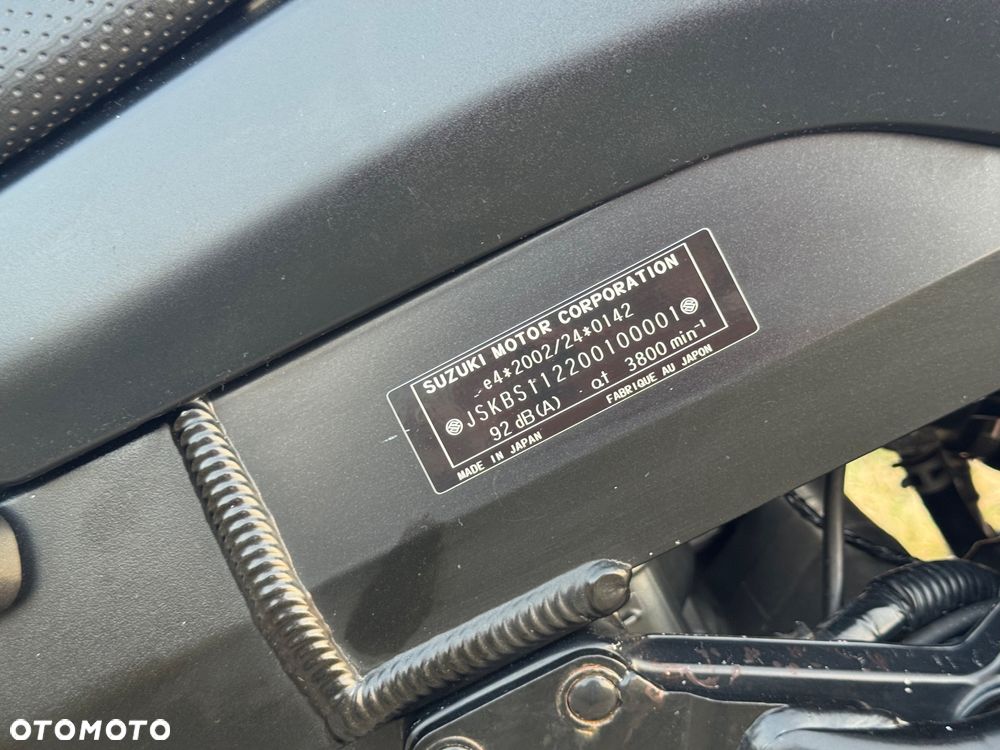 SUZUKI MOTOR CORPORATION
e4*2002/24*0142
JSKBST12200100001
92 dB(A) at 3800 min⁻¹
MADE IN JAPAN FABRIQUE AU JAPON
OTOMOTO